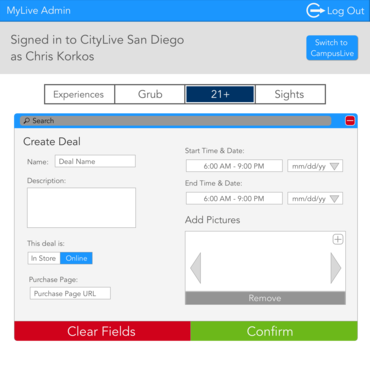 MyLive Admin
Log Out
Signed in to CityLive San Diego
as Chris Korkos
Switch to
CampusLive
Experiences
Grub
21+
Sights
Search
Create Deal
Name:
Deal Name
Description:
This deal is:
In Store
Online
Purchase Page:
Purchase Page URL
Start Time & Date:
6:00 AM - 9:00 PM
mm/dd/yy
End Time & Date:
6:00 AM - 9:00 PM
mm/dd/yy
Add Pictures
Remove
Clear Fields
Confirm